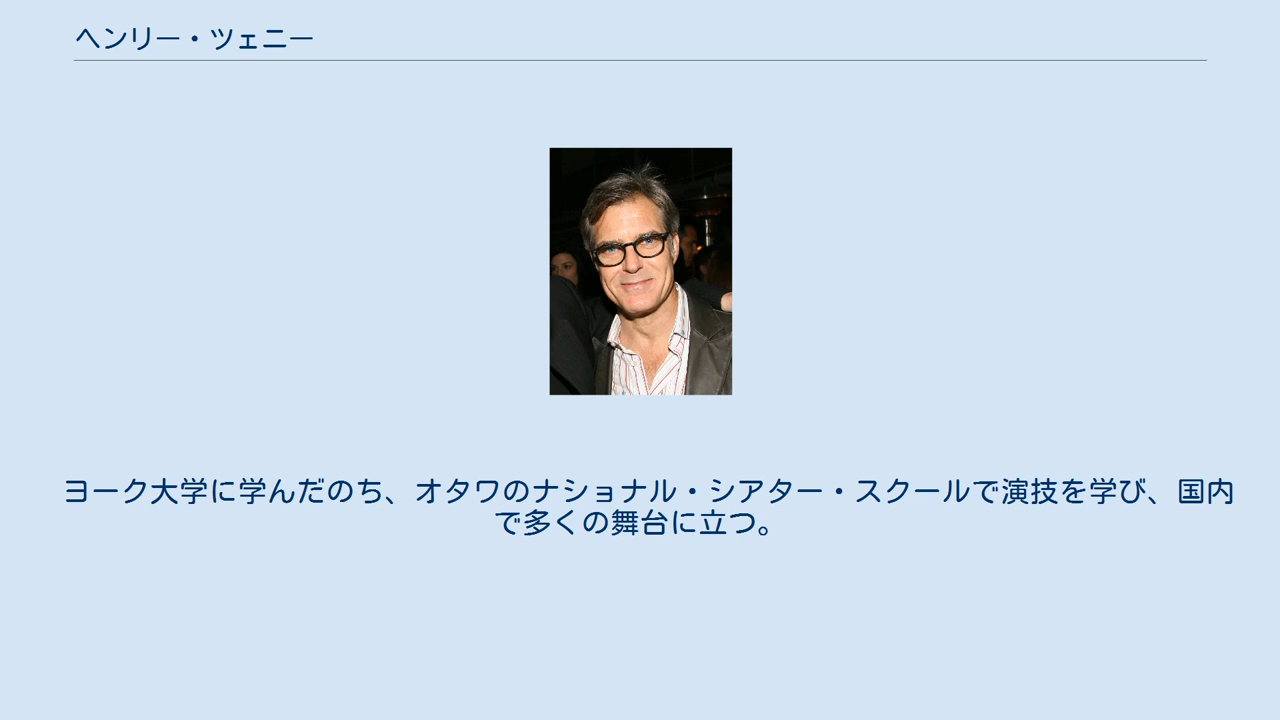 ヘンリー・ツェニー
ヨーク大学に学んだのち、オタワのナショナル・シアター・スクールで演技を学び、国内
で多くの舞台に立つ。